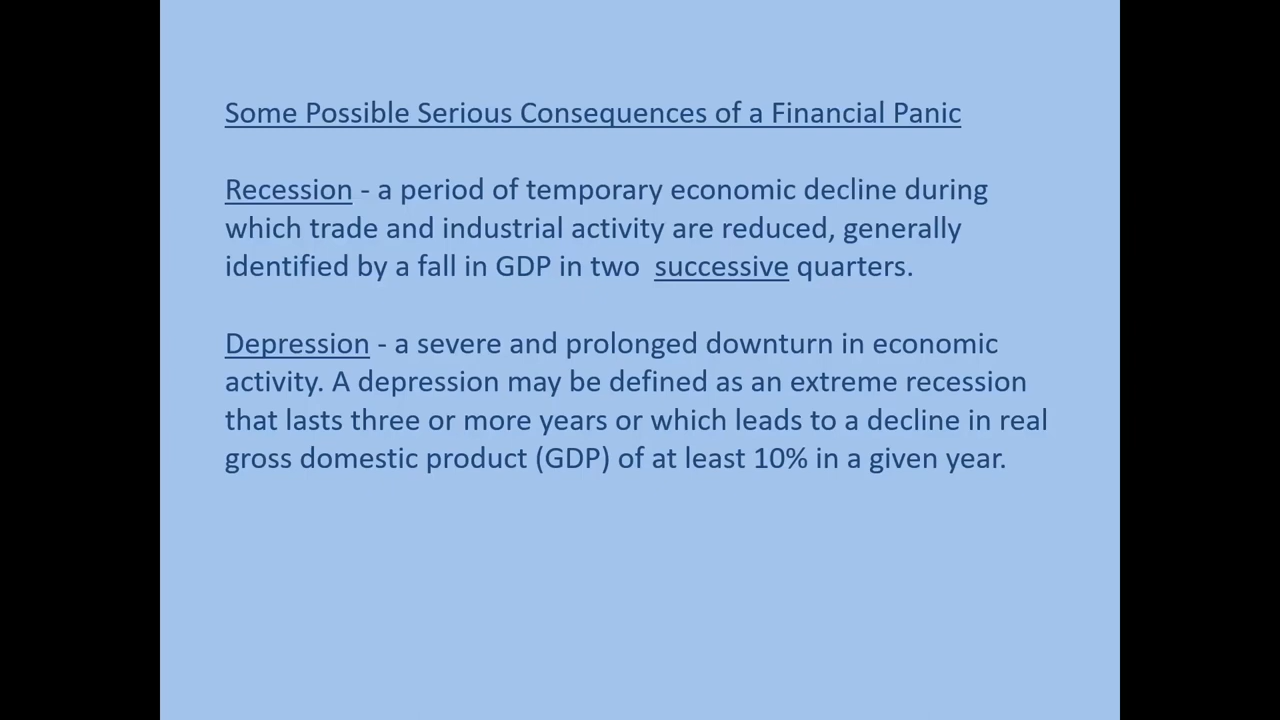 Some Possible Serious Consequences of a Financial Panic
Recession - a period of temporary economic decline during
which trade and industrial activity are reduced, generally
identified by a fall in GDP in two  successive quarters.
Depression - a severe and prolonged downturn in economic
activity. A depression may be defined as an extreme recession
that lasts three or more years or which leads to a decline in real
gross domestic product (GDP) of at least 10% in a given year.